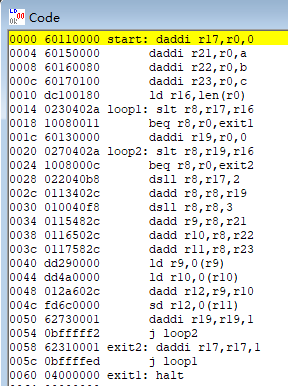 Code
0000 60110000 start: daddi r17,r0,0
0004 60150000 daddi r21,r0,a
0008 60160080 daddi r22,r0,b
000c 60170100 daddi r23,r0,c
0010 dc100180 ld r16,len(r0)
0014 0230402a loop1: slt r8,r17,r16
0018 10080011 beq r8,r0,exit1
001c 60130000 daddi r19,r0,0
0020 0270402a loop2: slt r8,r19,r16
0024 1008000c beq r8,r0,exit2
0028 022040b8 dsll r8,r17,2
002c 0113402c dadd r8,r8,r19
0030 010040f8 dsll r8,r8,3
0034 0115482c dadd r9,r8,r21
0038 0116502c dadd r10,r8,r22
003c 0117582c dadd r11,r8,r23
0040 dd290000 ld r9,0(r9)
0044 dd4a0000 ld r10,0(r10)
0048 012a602c dadd r12,r9,r10
004c fd6c0000 sd r12,0(r11)
0050 62730001 daddi r19,r19,1
0054 0bfffff2 j loop2
0058 62310001 exit2: daddi r17,r17,1
005c 0bffffed j loop1
0060 04000000 exit1: halt